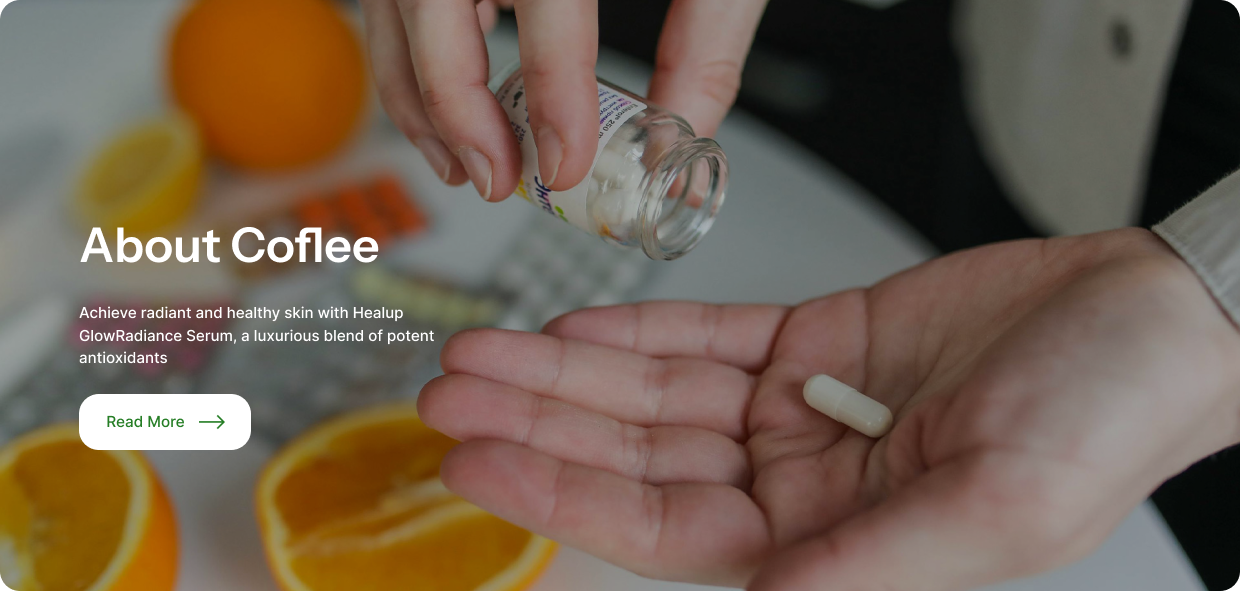 About Coflee
Achieve radiant and healthy skin with Healup
GlowRadiance Serum, a luxurious blend of potent
antioxidants
Read More